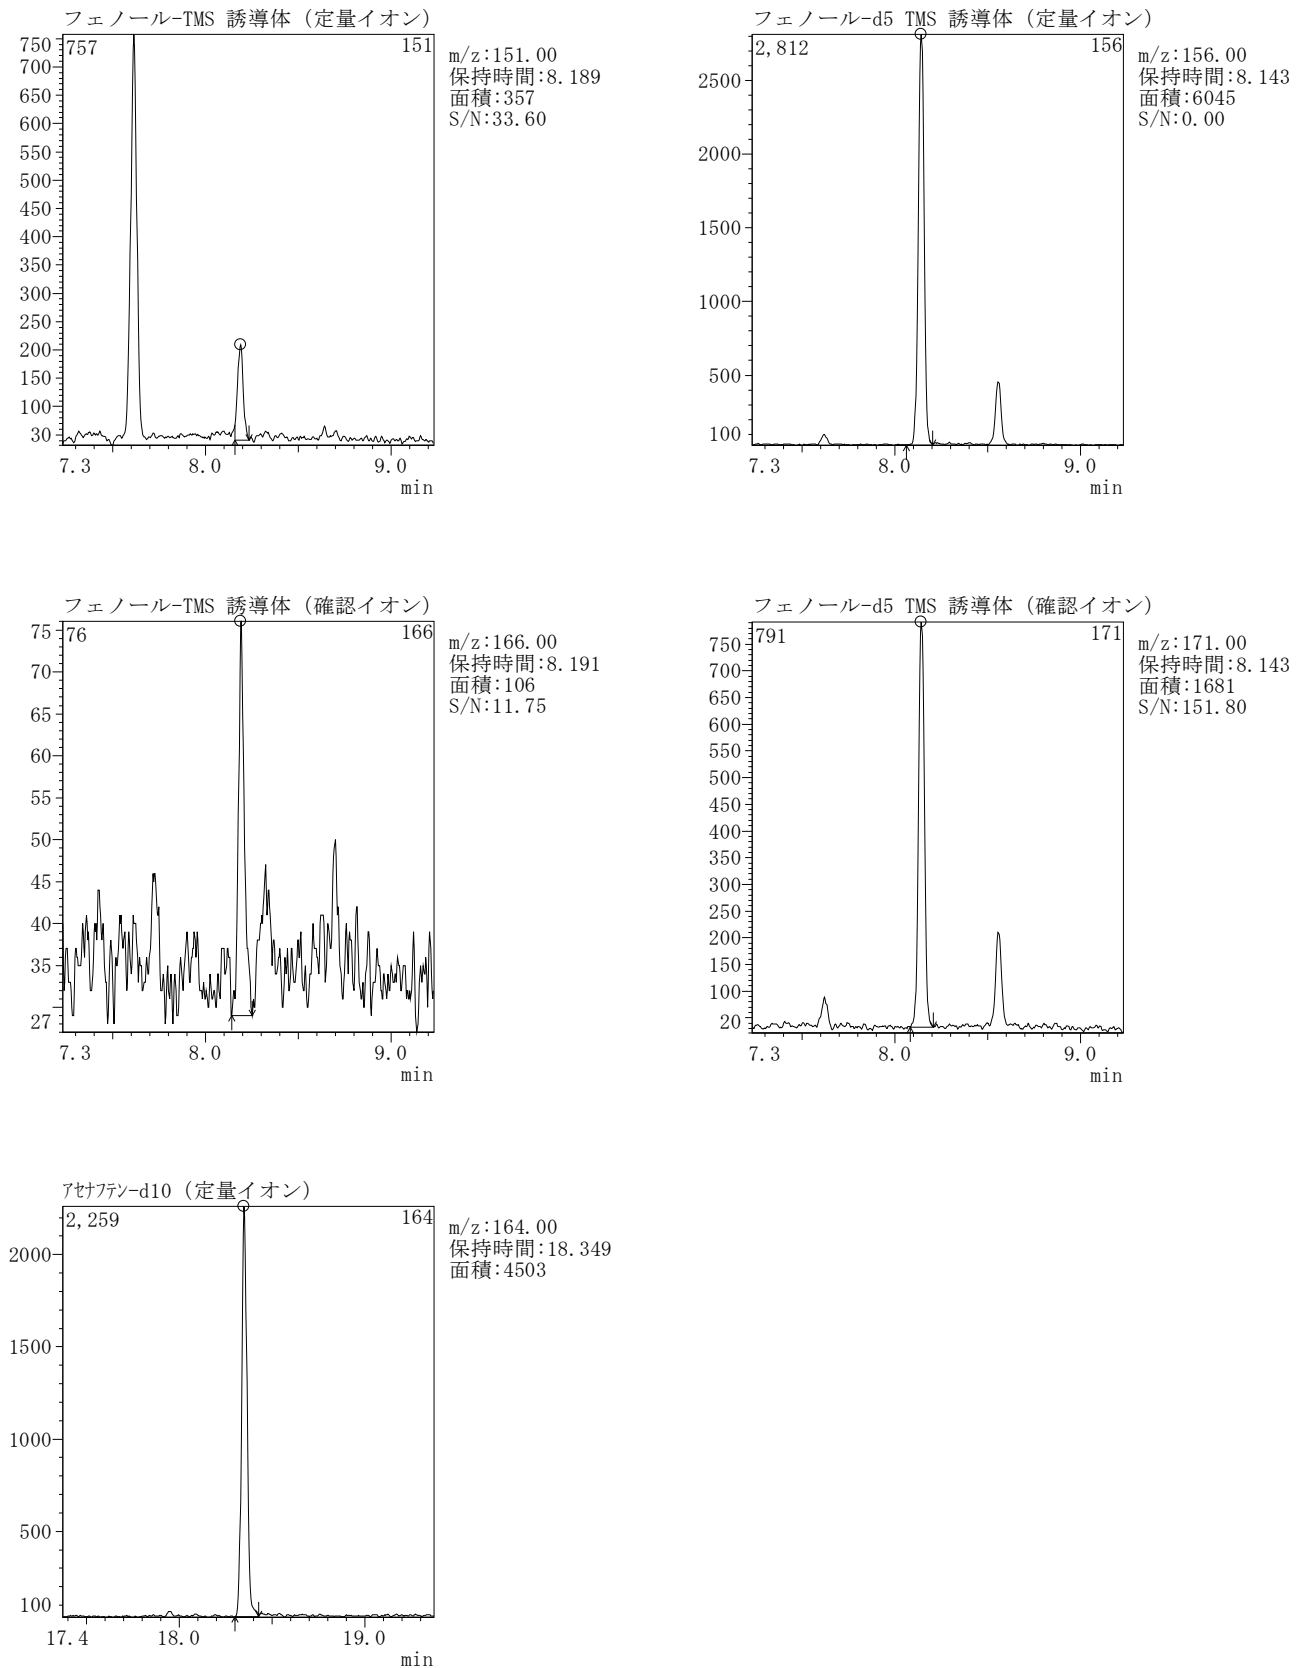 フェノール-TMS 誘導体 (定量イオン)
757
151
750
700
650
600
550
500
450
400
350
300
250
200
150
100
30
7.3
8.0
9.0
min
m/z:151.00
保持時間:8.189
面積:357
S/N:33.60
フェノール-d5 TMS 誘導体 (定量イオン)
2,812
156
2500
2000
1500
1000
500
100
7.3
8.0
9.0
min
m/z:156.00
保持時間:8.143
面積:6045
S/N:0.00
フェノール-TMS 誘導体 (確認イオン)
76
166
75
70
65
60
55
50
45
40
35
27
7.3
8.0
9.0
min
m/z:166.00
保持時間:8.191
面積:106
S/N:11.75
フェノール-d5 TMS 誘導体 (確認イオン)
791
171
750
700
650
600
550
500
450
400
350
300
250
200
150
100
20
7.3
8.0
9.0
min
m/z:171.00
保持時間:8.143
面積:1681
S/N:151.80
ｱｾﾅﾌﾃﾝ-d10 (定量イオン)
2,259
164
2000
1500
1000
500
100
17.4
18.0
19.0
min
m/z:164.00
保持時間:18.349
面積:4503